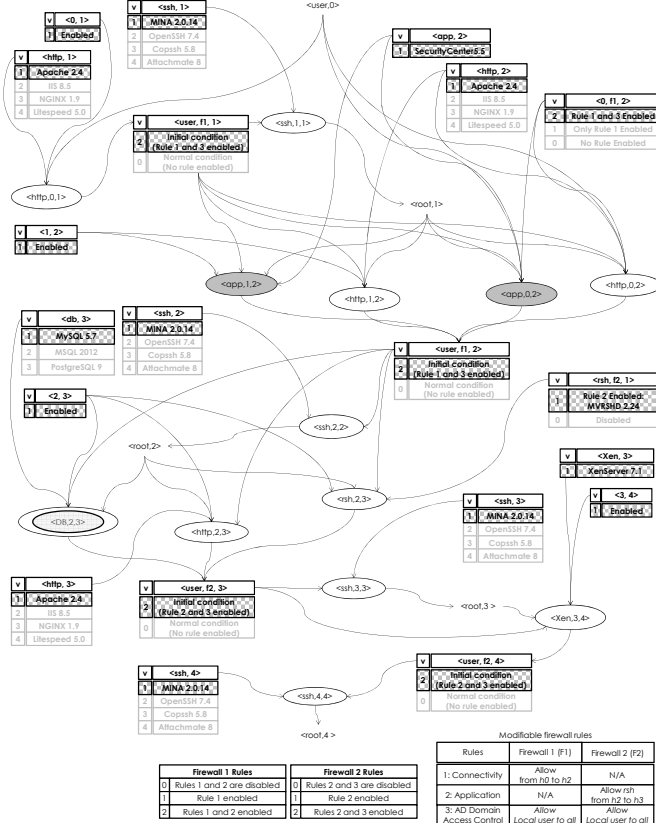 <user,0>
v <ssh, 1>
1 MINA 2.0.14
2 OpenSSH 7.4
3 Copssh 5.8
4 Attachmate 8
v <0, 1>
1 Enabled
v <app, 2>
1 SecurityCenter5.5
v <http, 1>
1 Apache 2.4
2 IIS 8.5
3 NGINX 1.9
4 Litespeed 5.0
v <http, 2>
1 Apache 2.4
2 IIS 8.5
3 NGINX 1.9
4 Litespeed 5.0
v <0, f1, 2>
2 Rule 1 and 3 Enabled
1 Only Rule 1 Enabled
0 No Rule Enabled
v <user, f1, 1>
2 Initial condition
(Rule 1 and 3 enabled)
0 Normal condition
(No rule enabled)
<ssh,1,1>
<http,0,1>
<root,1>
v <1, 2>
1 Enabled
<app,1,2>
<http,1,2>
<app,0,2>
<http,0,2>
v <db, 3>
1 MySQL 5.7
2 MSQL 2012
3 PostgreSQL 9
v <ssh, 2>
1 MINA 2.0.14
2 OpenSSH 7.4
3 Copssh 5.8
4 Attachmate 8
v <user, f1, 2>
2 Initial condition
(Rule 1 and 3 enabled)
0 Normal condition
(No rule enabled)
v <rsh, f2, 1>
1 Rule 2 Enabled:
MVRSHD 2.24
0 Disabled
v <2, 3>
1 Enabled
<ssh,2,2>
<root,2>
v <Xen, 3>
1 XenServer 7.1
<DB,2,3>
<http,2,3>
<rsh,2,3>
v <ssh, 3>
1 MINA 2.0.14
2 OpenSSH 7.4
3 Copssh 5.8
4 Attachmate 8
v <3, 4>
1 Enabled
v <http, 3>
1 Apache 2.4
2 IIS 8.5
3 NGINX 1.9
4 Litespeed 5.0
v <user, f2, 3>
2 Initial condition
(Rule 2 and 3 enabled)
0 Normal condition
(No rule enabled)
<ssh,3,3>
<root,3 >
<Xen,3,4>
v <ssh, 4>
1 MINA 2.0.14
2 OpenSSH 7.4
3 Copssh 5.8
4 Attachmate 8
<ssh,4,4>
v <user, f2, 4>
2 Initial condition
(Rule 2 and 3 enabled)
0 Normal condition
(No rule enabled)
<root,4 >
Firewall 1 Rules
0 Rules 1 and 2 are disabled
1 Rule 1 enabled
2 Rules 1 and 2 enabled
Firewall 2 Rules
0 Rules 2 and 3 are disabled
1 Rule 2 enabled
2 Rules 2 and 3 enabled
Modifiable firewall rules
Rules Firewall 1 (F1) Firewall 2 (F2)
1: Connectivity Allow from h0 to h2 N/A
2: Application N/A Allow rsh from h2 to h3
3: AD Domain Access Control Allow Local user to all Allow Local user to all